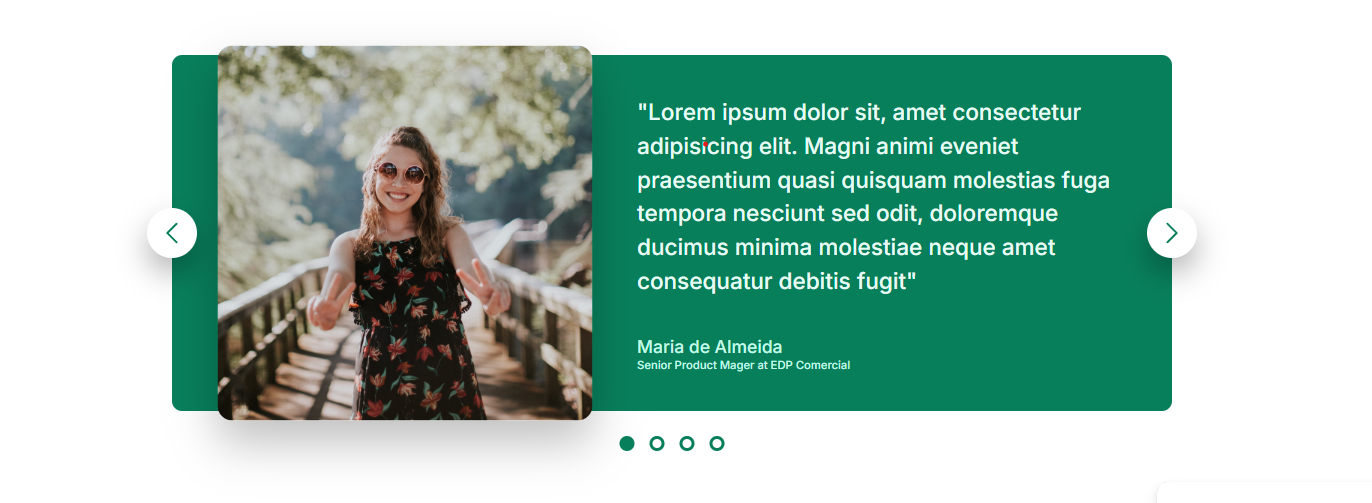 "Lorem ipsum dolor sit, amet consectetur
adipisicing elit. Magni animi eveniet
praesentium quasi quisquam molestias fuga
tempora nesciunt sed odit, doloremque
ducimus minima molestiae neque amet
consequatur debitis fugit"
Maria de Almeida
Senior Product Mager at EDP Comercial